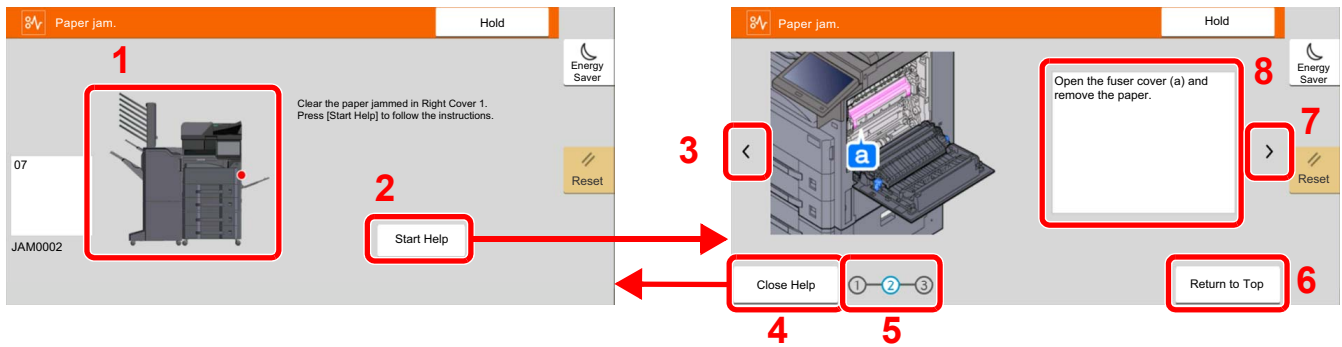 Paper jam.
Hold
1
Energy
Saver
Clear the paper jammed in Right Cover 1.
Press [Start Help] to follow the instructions.
07
Reset
2
JAM0002
Start Help
Paper jam.
Hold
Energy
Saver
8
Open the fuser cover (a) and
remove the paper.
7
3
<
a
>
Reset
Close Help
1
2
3
Return to Top
6
4
5